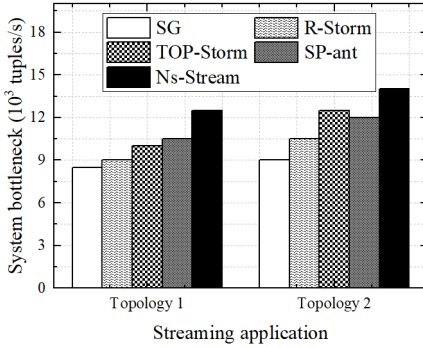 SG
R-Storm
TOP-Storm
SP-ant
Ns-Stream
System bottleneck (10³ tuples/s)
18
15
12
9
6
3
0
Topology 1
Topology 2
Streaming application